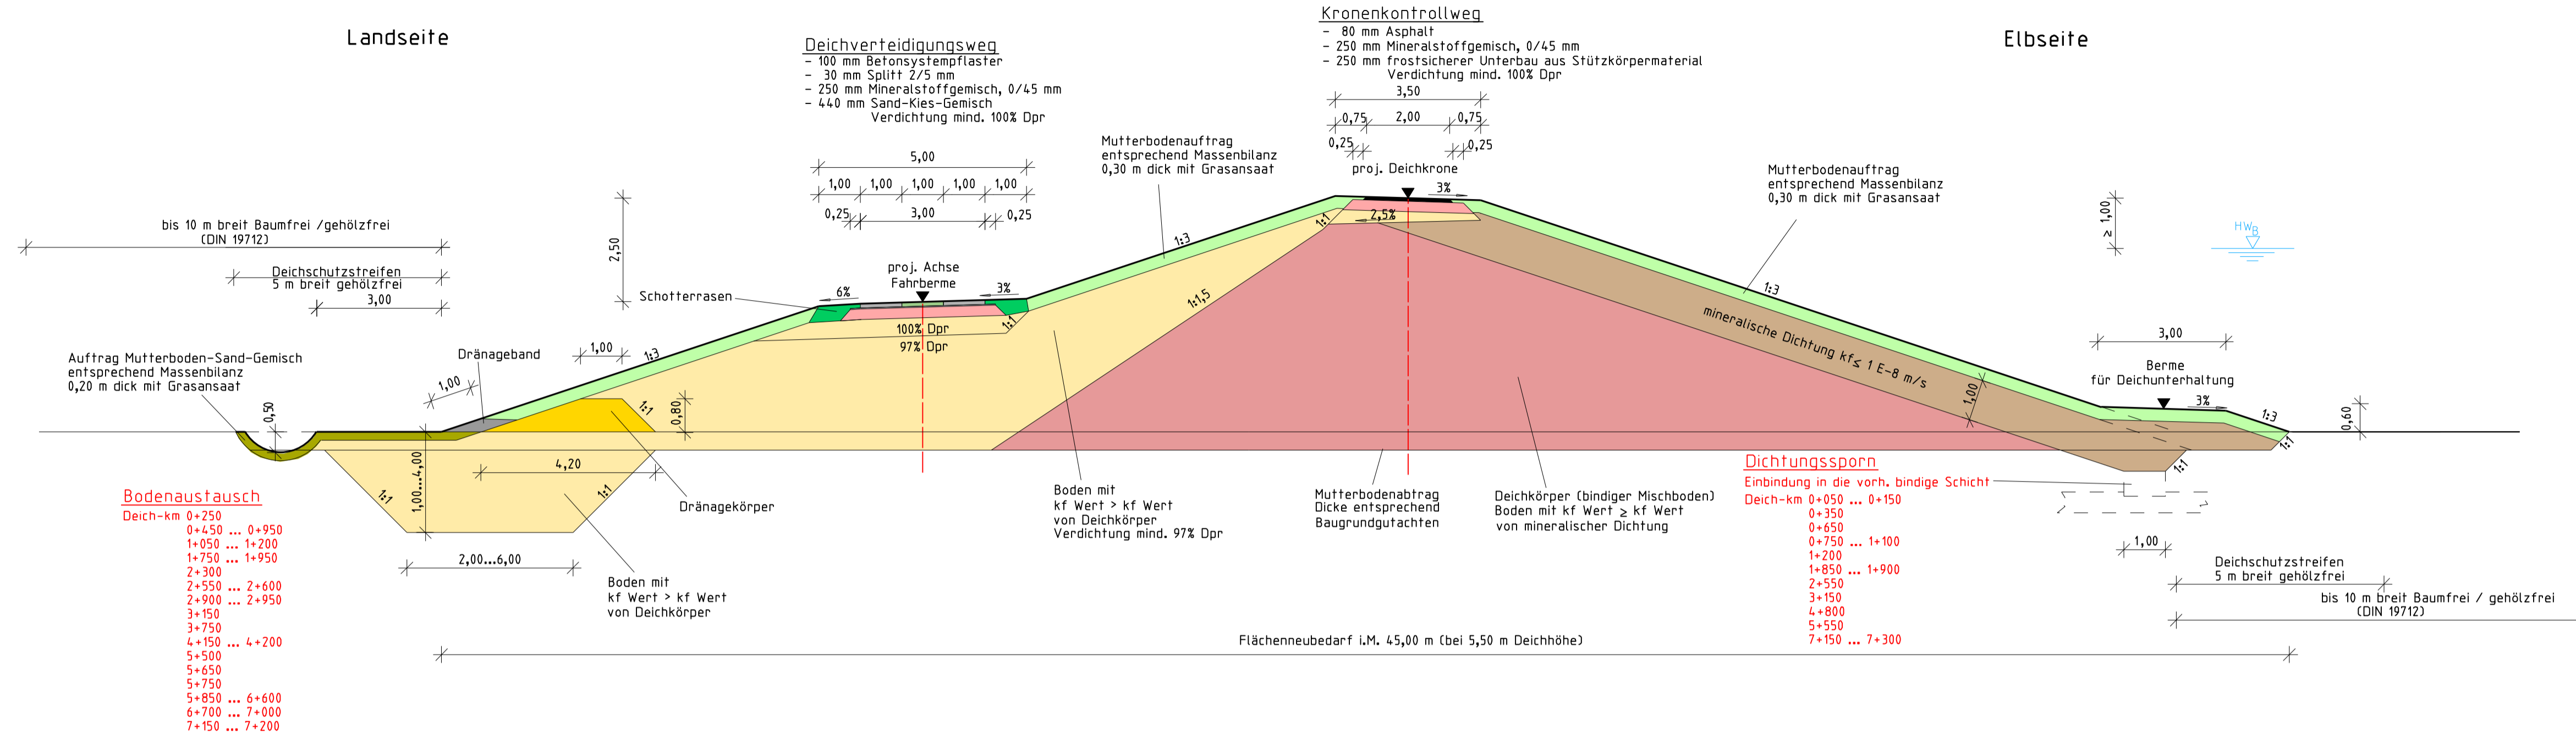 Landseite
Deichverteidigungsweg
- 100 mm Betonsystempflaster
- 30 mm Splitt 2/5 mm
- 250 mm Mineralstoffgemisch, 0/45 mm
- 440 mm Sand-Kies-Gemisch
Verdichtung mind. 100% Dpr
Kronenkontrollweg
- 80 mm Asphalt
- 250 mm Mineralstoffgemisch, 0/45 mm
- 250 mm frostsicherer Unterbau aus Stützkörpermaterial
Verdichtung mind. 100% Dpr
Elbseite
3,50
0,75 2,00 0,75
0,25 0,25
proj. Deichkrone
3%
2,5%
1:1
5,00
1,00 1,00 1,00 1,00 1,00
0,25 3,00 0,25
Mutterbodenauftrag
entsprechend Massenbilanz
0,30 m dick mit Grasansaat
Mutterbodenauftrag
entsprechend Massenbilanz
0,30 m dick mit Grasansaat
≥ 1,00
HWB
bis 10 m breit Baumfrei /gehölzfrei
(DIN 19712)
Deichschutzstreifen
5 m breit gehölzfrei
3,00
2,50
proj. Achse
Fahrberme
Schotterrasen
6%
3%
1:3
1:3
100% Dpr
97% Dpr
1:1
1:1,5
mineralische Dichtung kf≤ 1 E-8 m/s
1,00
3,00
Berme
für Deichunterhaltung
3%
1:3
0,60
1:1
1:1
Auftrag Mutterboden-Sand-Gemisch
entsprechend Massenbilanz
0,20 m dick mit Grasansaat
Dränageband
1,00
1,00
1:3
0,50
0,80
1:1
1,00...4,00
4,20
1:1
1:1
2,00...6,00
Dränagekörper
Boden mit
kf Wert > kf Wert
von Deichkörper
Boden mit
kf Wert > kf Wert
von Deichkörper
Verdichtung mind. 97% Dpr
Mutterbodenabtrag
Dicke entsprechend
Baugrundgutachten
Deichkörper (bindiger Mischboden)
Boden mit kf Wert ≥ kf Wert
von mineralischer Dichtung
Bodenaustausch
Deich-km 0+250
0+450 ... 0+950
1+050 ... 1+200
1+750 ... 1+950
2+300
2+550 ... 2+600
2+900 ... 2+950
3+150
3+750
4+150 ... 4+200
5+500
5+650
5+750
5+850 ... 6+600
6+700 ... 7+000
7+150 ... 7+200
Dichtungssporn
Einbindung in die vorh. bindige Schicht
Deich-km 0+050 ... 0+150
0+350
0+650
0+750 ... 1+100
1+200
1+850 ... 1+900
2+550
3+150
4+800
5+550
7+150 ... 7+300
1,00
Deichschutzstreifen
5 m breit gehölzfrei
bis 10 m breit Baumfrei / gehölzfrei
(DIN 19712)
Flächenneubedarf i.M. 45,00 m (bei 5,50 m Deichhöhe)